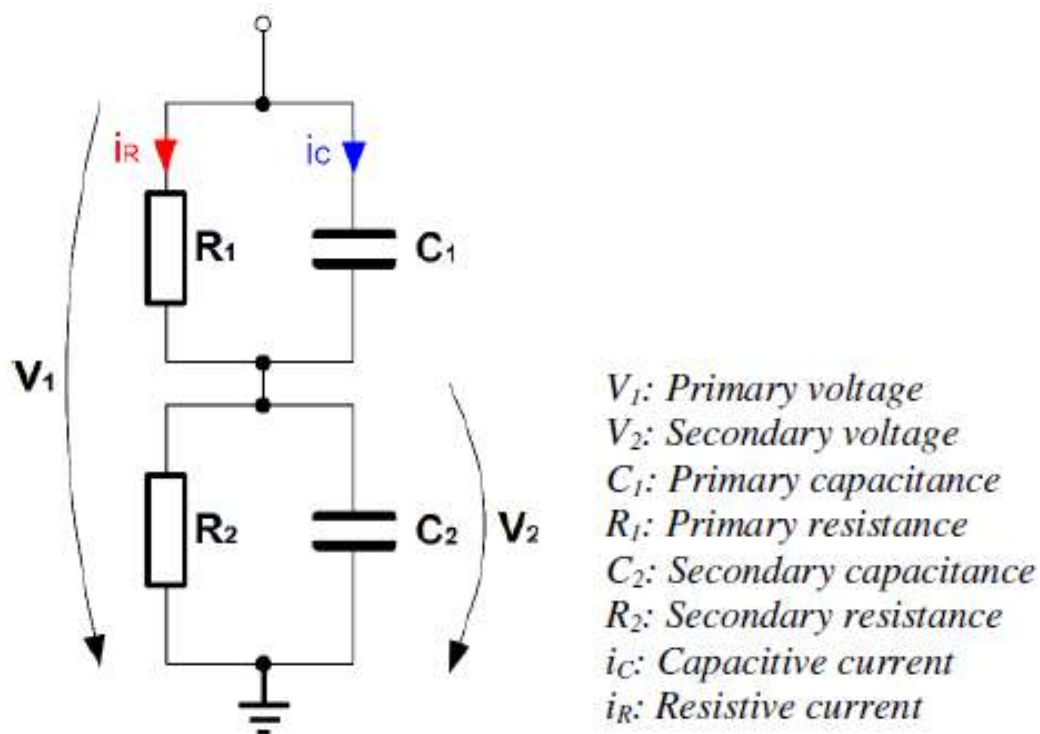 iR
iC
R1
C1
V1
R2
C2
V2
V1: Primary voltage
V2: Secondary voltage
C1: Primary capacitance
R1: Primary resistance
C2: Secondary capacitance
R2: Secondary resistance
iC: Capacitive current
iR: Resistive current